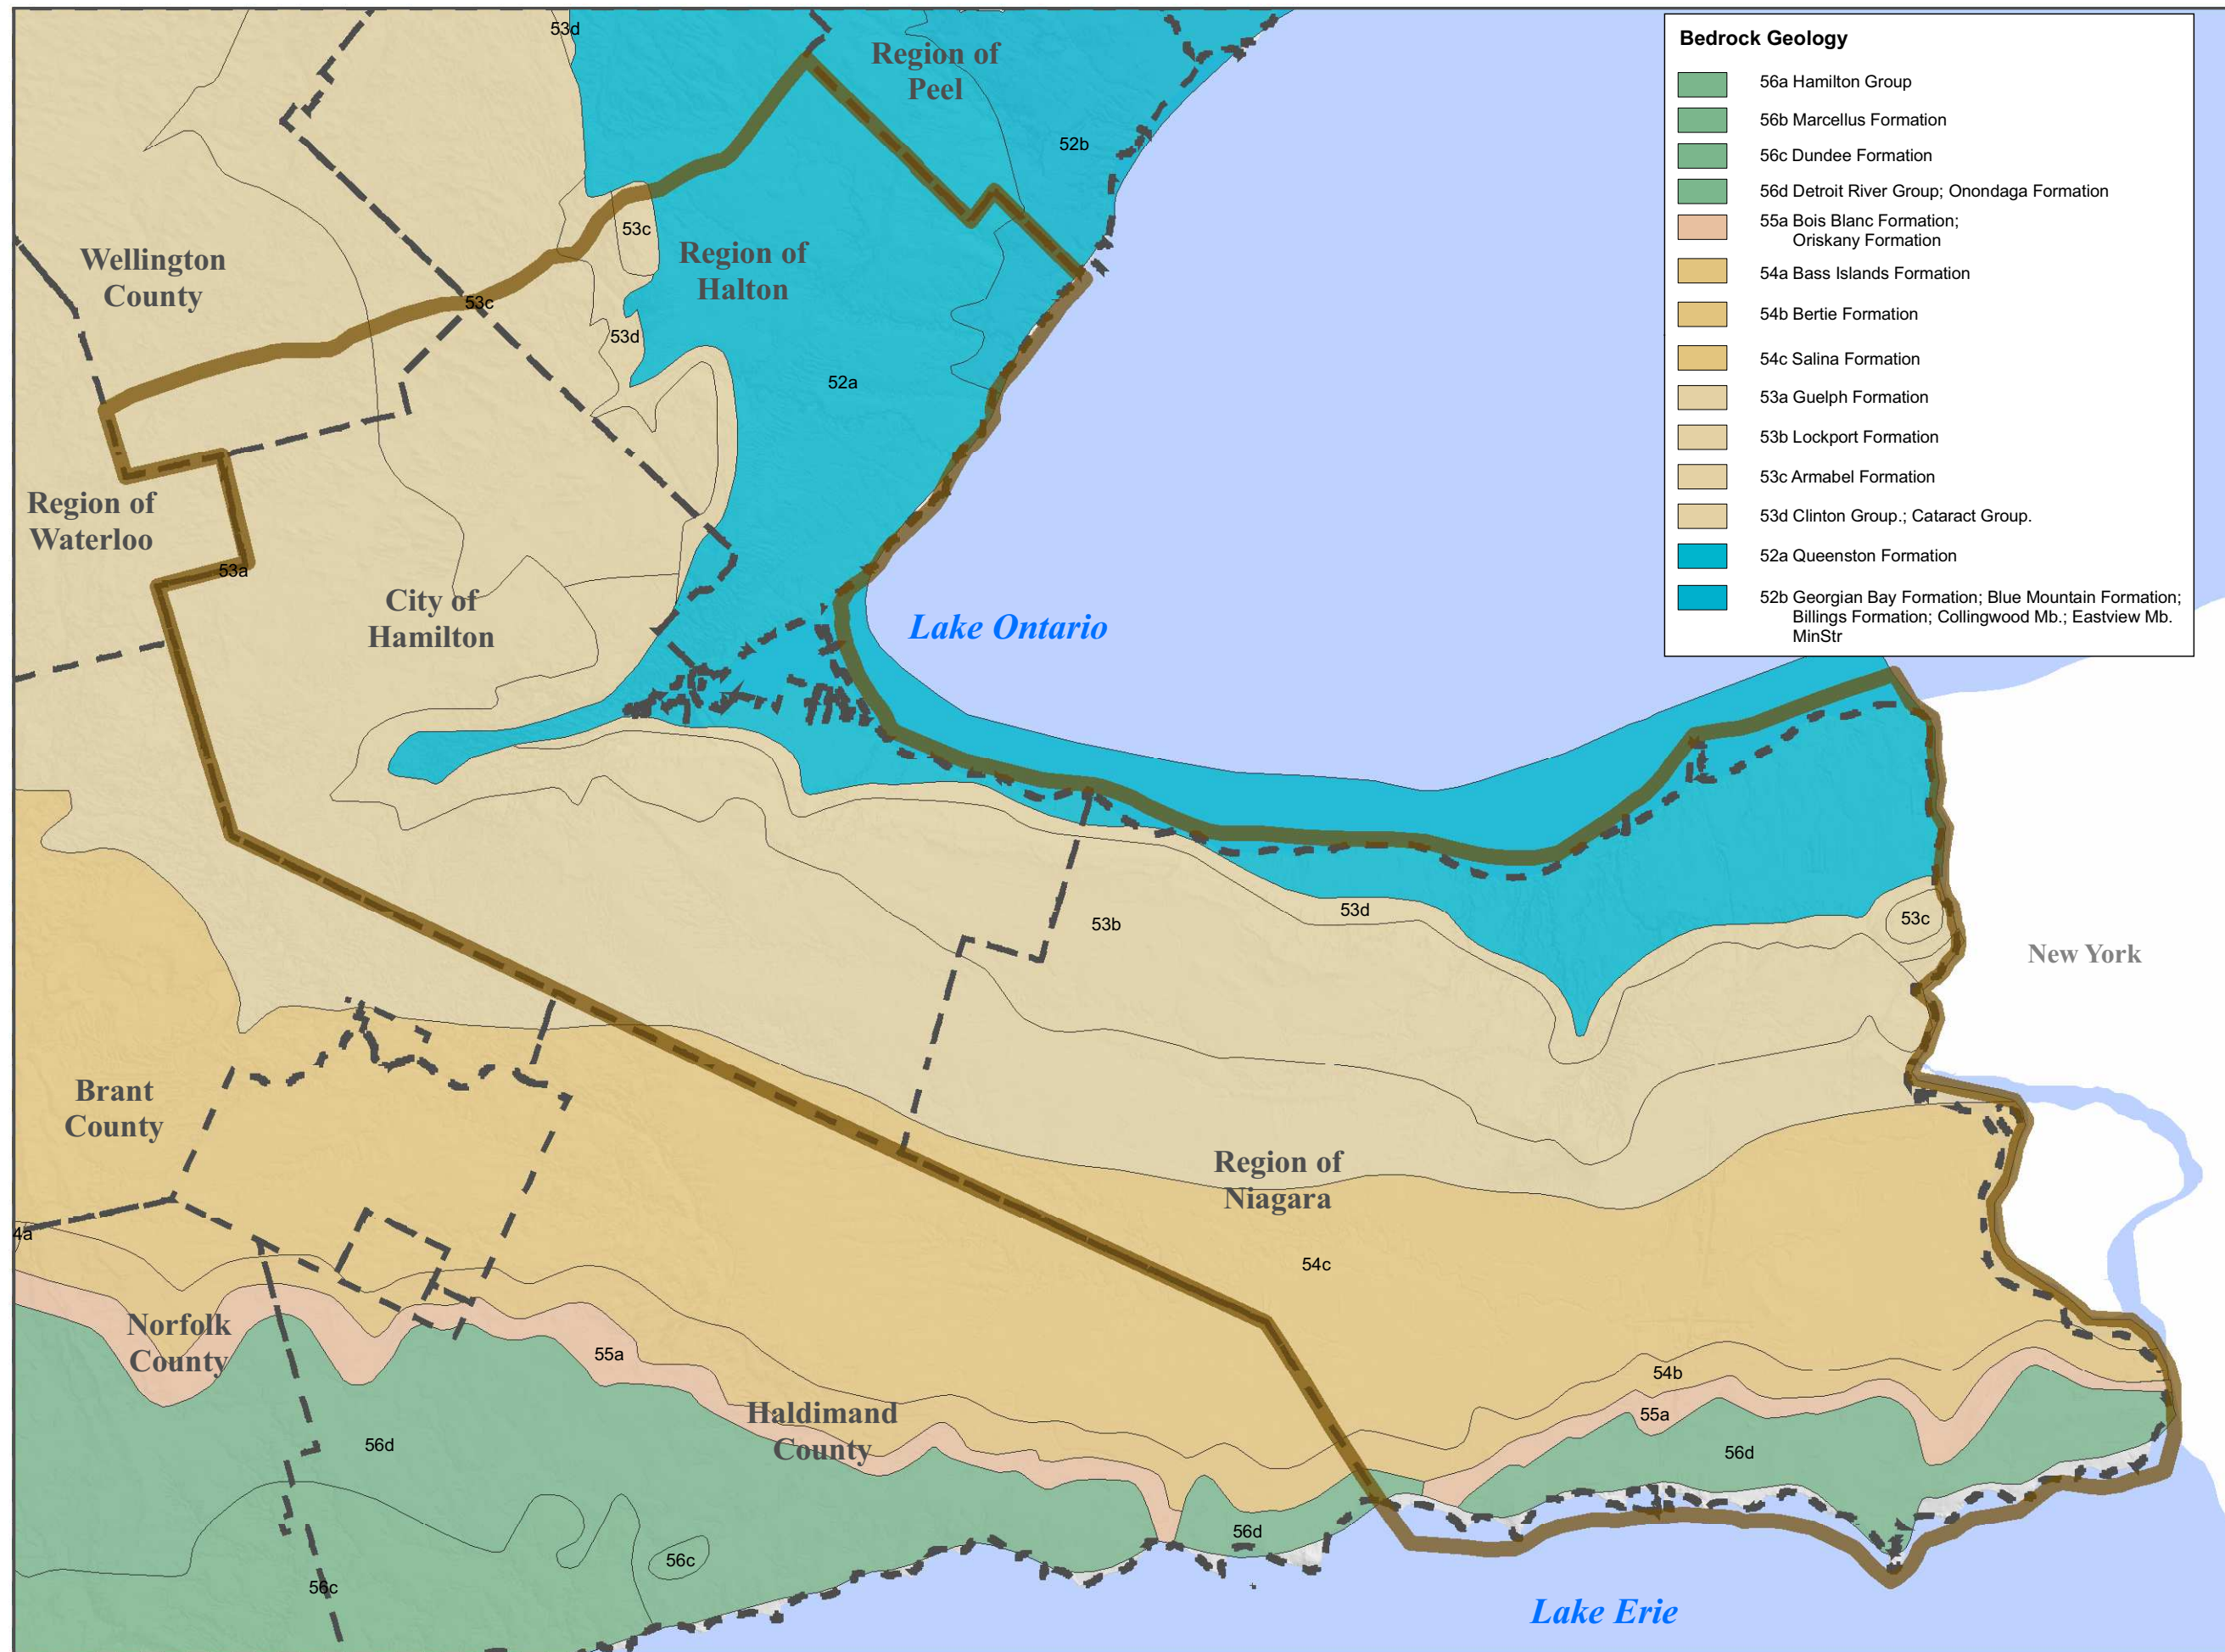 53d
Region of
Peel
52b
53c
Region of
Halton
Wellington
County
53c
53d
52a
Region of
Waterloo
53a
City of
Hamilton
Lake Ontario
53b
53d
53c
New York
Brant
County
Region of
Niagara
4a
54c
Norfolk
County
55a
54b
Haldimand
County
55a
56d
56d
56d
56c
56c
Lake Erie
Bedrock Geology
56a Hamilton Group
56b Marcellus Formation
56c Dundee Formation
56d Detroit River Group; Onondaga Formation
55a Bois Blanc Formation;
Oriskany Formation
54a Bass Islands Formation
54b Bertie Formation
54c Salina Formation
53a Guelph Formation
53b Lockport Formation
53c Armabel Formation
53d Clinton Group.; Cataract Group.
52a Queenston Formation
52b Georgian Bay Formation; Blue Mountain Formation;
Billings Formation; Collingwood Mb.; Eastview Mb.
MinStr